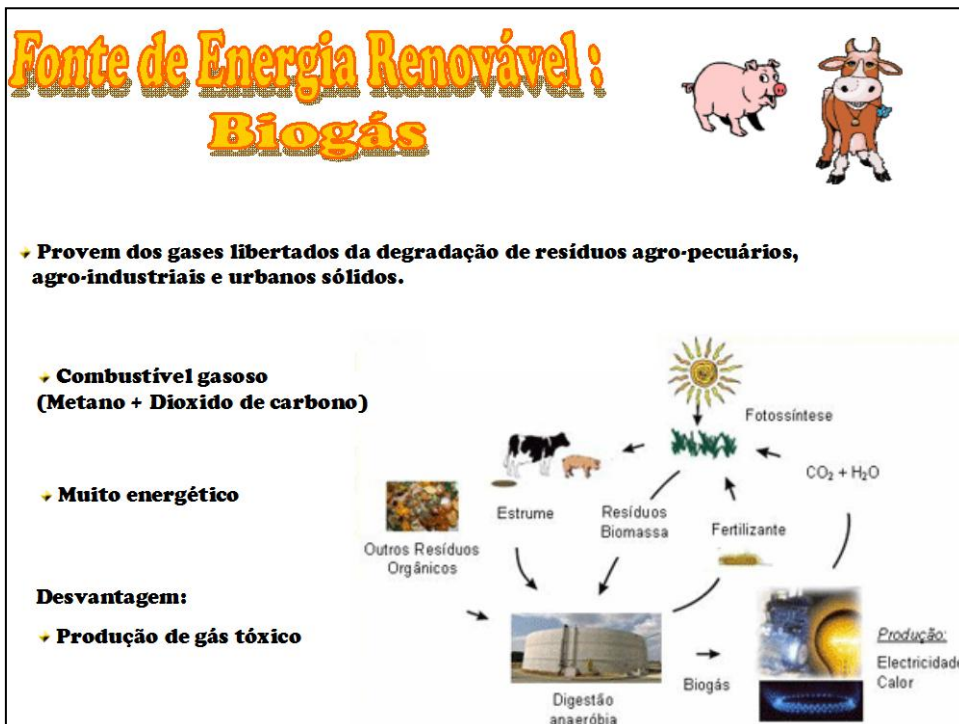 Fonte de Energia Renovável :
Biogás
Provem dos gases libertados da degradação de resíduos agro-pecuários,
agro-industriais e urbanos sólidos.
Combustível gasoso
(Metano + Dioxido de carbono)
Muito energético
Desvantagem:
Produção de gás tóxico
Fotossíntese
CO₂ + H₂O
Estrume
Resíduos
Biomassa
Fertilizante
Outros Resíduos
Orgânicos
Digestão
anaeróbia
Biogás
Produção:
Electricidade
Calor